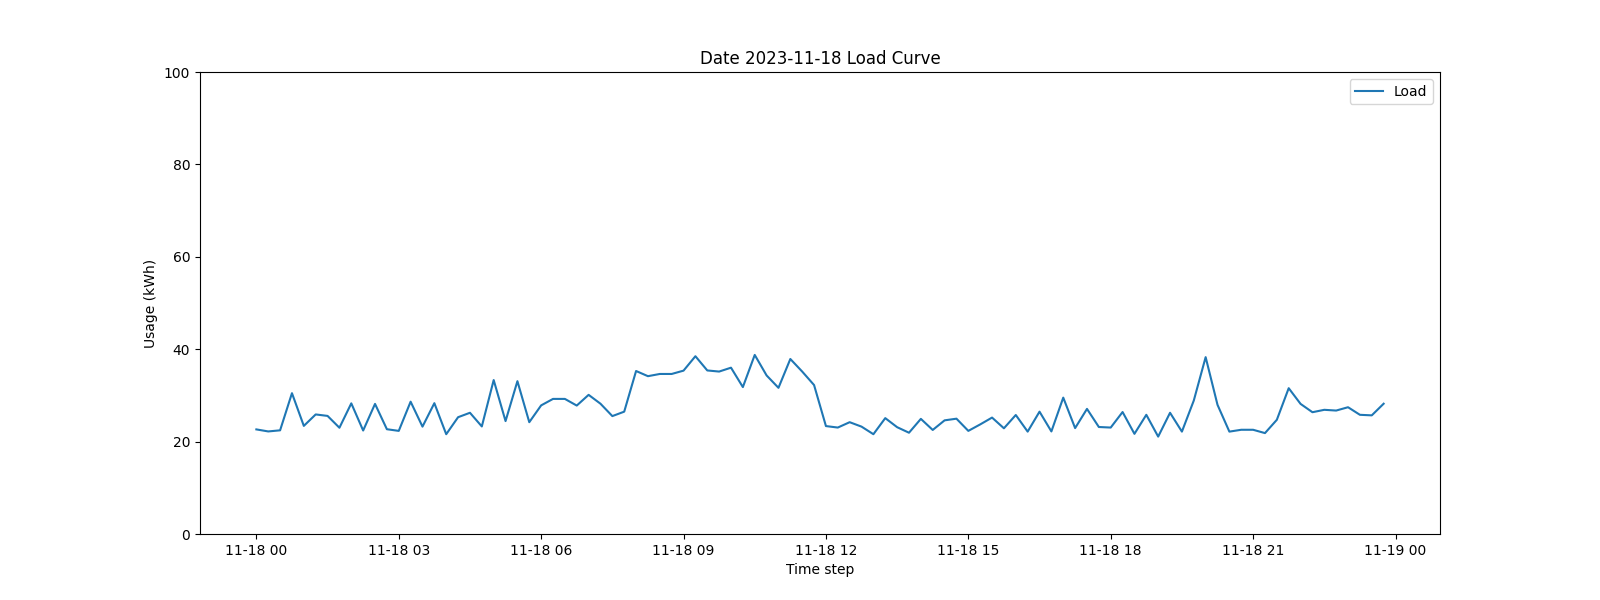 Date 2023-11-18 Load Curve
Load
Usage (kWh)
100
80
60
40
20
0
11-18 00 11-18 03 11-18 06 11-18 09 11-18 12 11-18 15 11-18 18 11-18 21 11-19 00
Time step